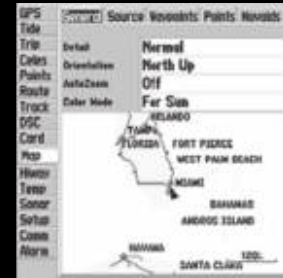 GPS
Tide
Trip
Celes
Points
Route
Track
DSC
Card
Map
Hiway
Temp
Sonar
Setup
Comm
Alarm
General Source Waypoints Points Navaids
Detail Normal
Orientation North Up
AutoZoom Off
Color Mode For Sun
ORLANDO
TAMPA
FLORIDA
FORT PIERCE
WEST PALM BEACH
MIAMI
BAHAMAS
ANDROS ISLAND
HAVANA
SANTA CLARA